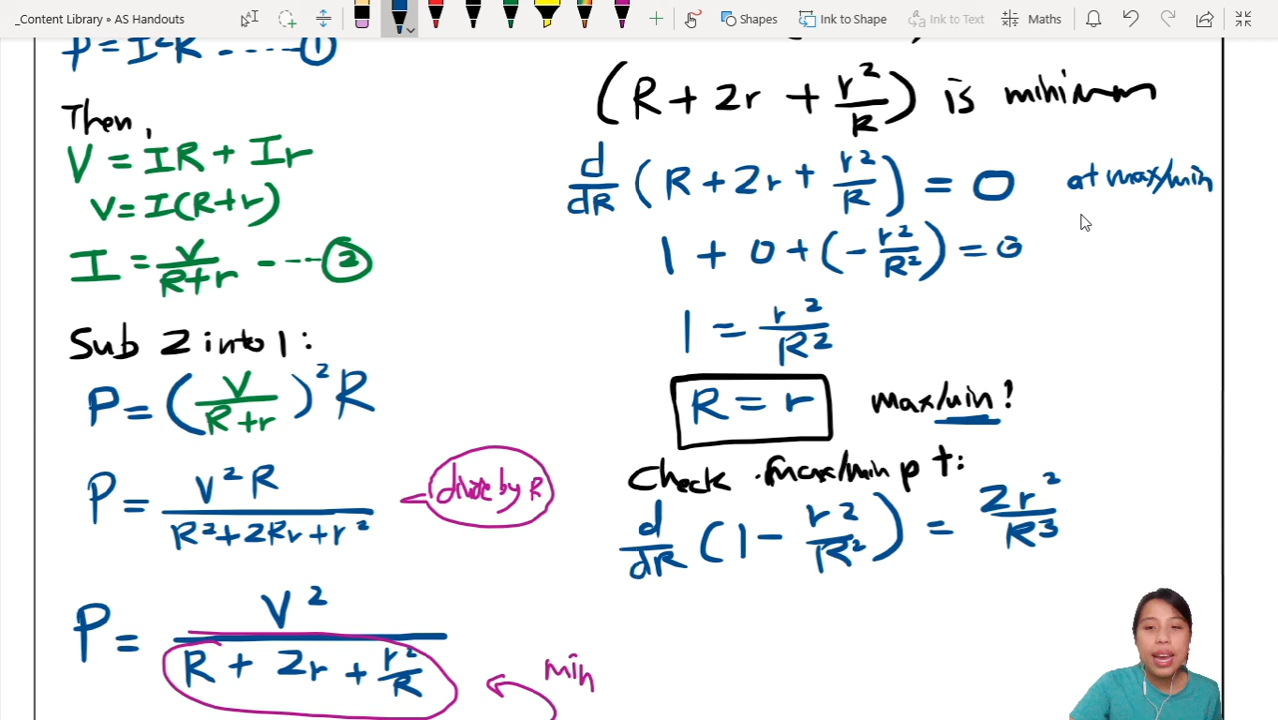 _Content Library » AS Handouts
Shapes
Ink to Shape
Ink to Text
Maths
P = I²R - - - - - ①
Then,
V = IR + Ir
V = I(R+r)
I = V/(R+r) - - - - ②
Sub 2 into 1:
P = (V/(R+r))² R
P = V²R/(R²+2Rr+r²)
divide by R
P = V²/(R + 2r + r²/R)
min
(R + 2r + r²/R) is minimum
d/dR (R + 2r + r²/R) = 0 at max/min
1 + 0 + (- r²/R²) = 0
1 = r²/R²
R = r max/min?
Check max/min pt:
d/dR (1 - r²/R²) = 2r²/R³